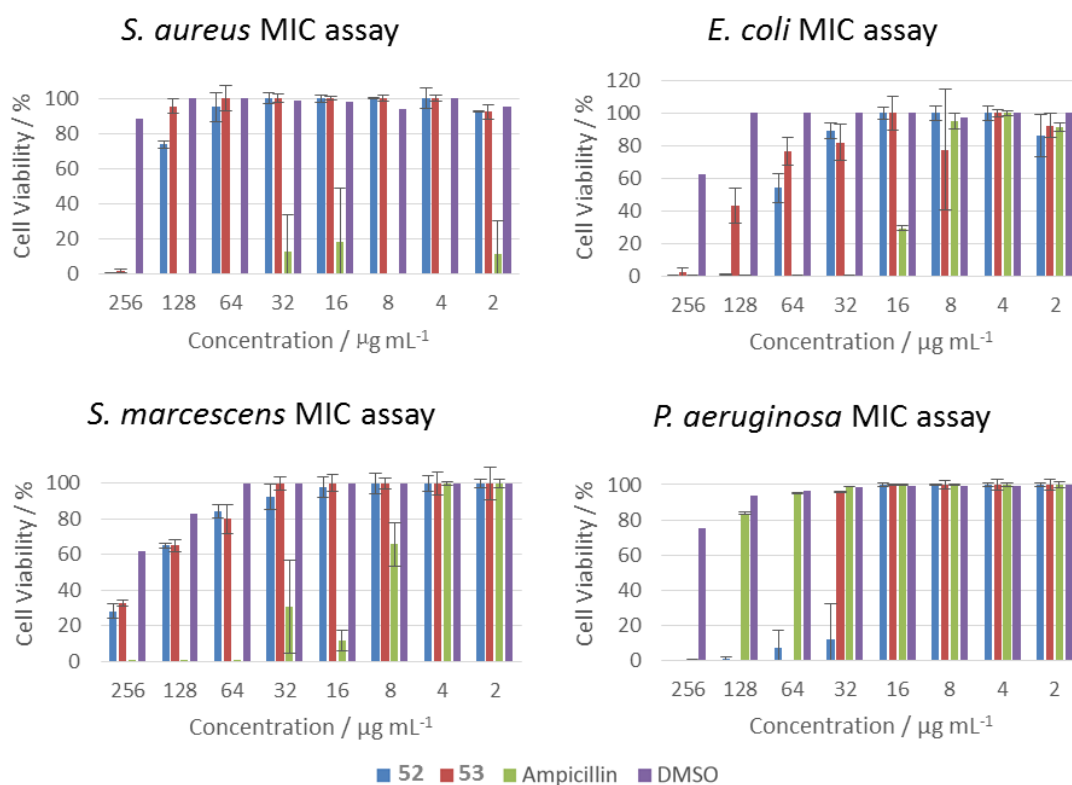 S. aureus MIC assay
E. coli MIC assay
Cell Viability / %
100
80
60
40
20
0
256 128 64 32 16 8 4 2
Concentration / μg mL-1
Cell Viability / %
120
100
80
60
40
20
0
256 128 64 32 16 8 4 2
Concentration / μg mL-1
S. marcescens MIC assay
P. aeruginosa MIC assay
Cell Viability / %
100
80
60
40
20
0
256 128 64 32 16 8 4 2
Concentration / μg mL-1
Cell Viability / %
100
80
60
40
20
0
256 128 64 32 16 8 4 2
Concentration / μg mL-1
52 53 Ampicillin DMSO